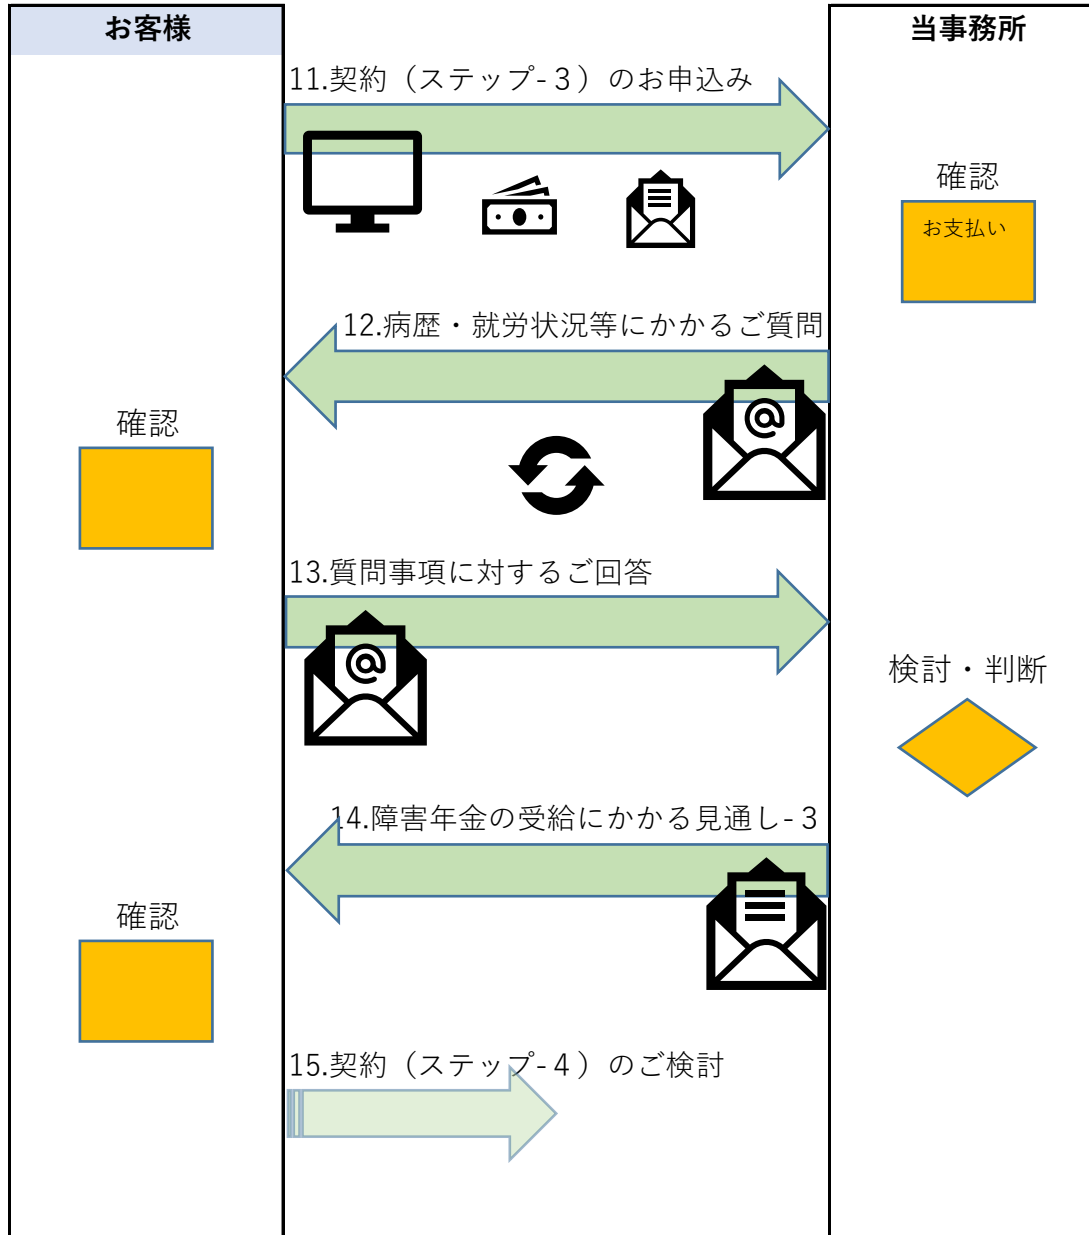 お客様
当事務所
11.契約（ステップ-３）のお申込み
確認
お支払い
12.病歴・就労状況等にかかるご質問
確認
13.質問事項に対するご回答
検討・判断
14.障害年金の受給にかかる見通し-３
確認
15.契約（ステップ-４）のご検討